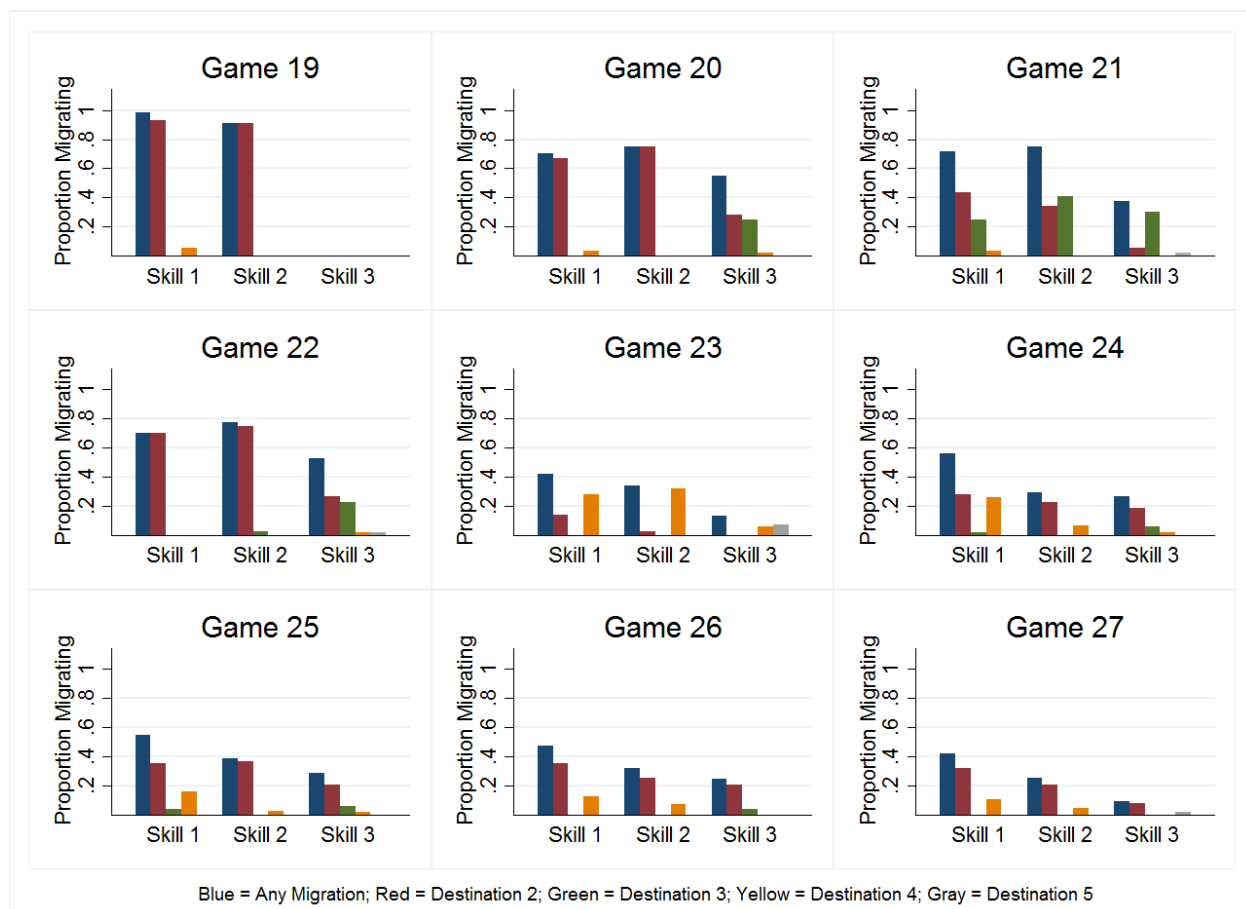 Game 19
Proportion Migrating
1
.8
.6
.4
.2
Skill 1 Skill 2 Skill 3
Game 20
Proportion Migrating
1
.8
.6
.4
.2
Skill 1 Skill 2 Skill 3
Game 21
Proportion Migrating
1
.8
.6
.4
.2
Skill 1 Skill 2 Skill 3
Game 22
Proportion Migrating
1
.8
.6
.4
.2
Skill 1 Skill 2 Skill 3
Game 23
Proportion Migrating
1
.8
.6
.4
.2
Skill 1 Skill 2 Skill 3
Game 24
Proportion Migrating
1
.8
.6
.4
.2
Skill 1 Skill 2 Skill 3
Game 25
Proportion Migrating
1
.8
.6
.4
.2
Skill 1 Skill 2 Skill 3
Game 26
Proportion Migrating
1
.8
.6
.4
.2
Skill 1 Skill 2 Skill 3
Game 27
Proportion Migrating
1
.8
.6
.4
.2
Skill 1 Skill 2 Skill 3
Blue = Any Migration; Red = Destination 2; Green = Destination 3; Yellow = Destination 4; Gray = Destination 5